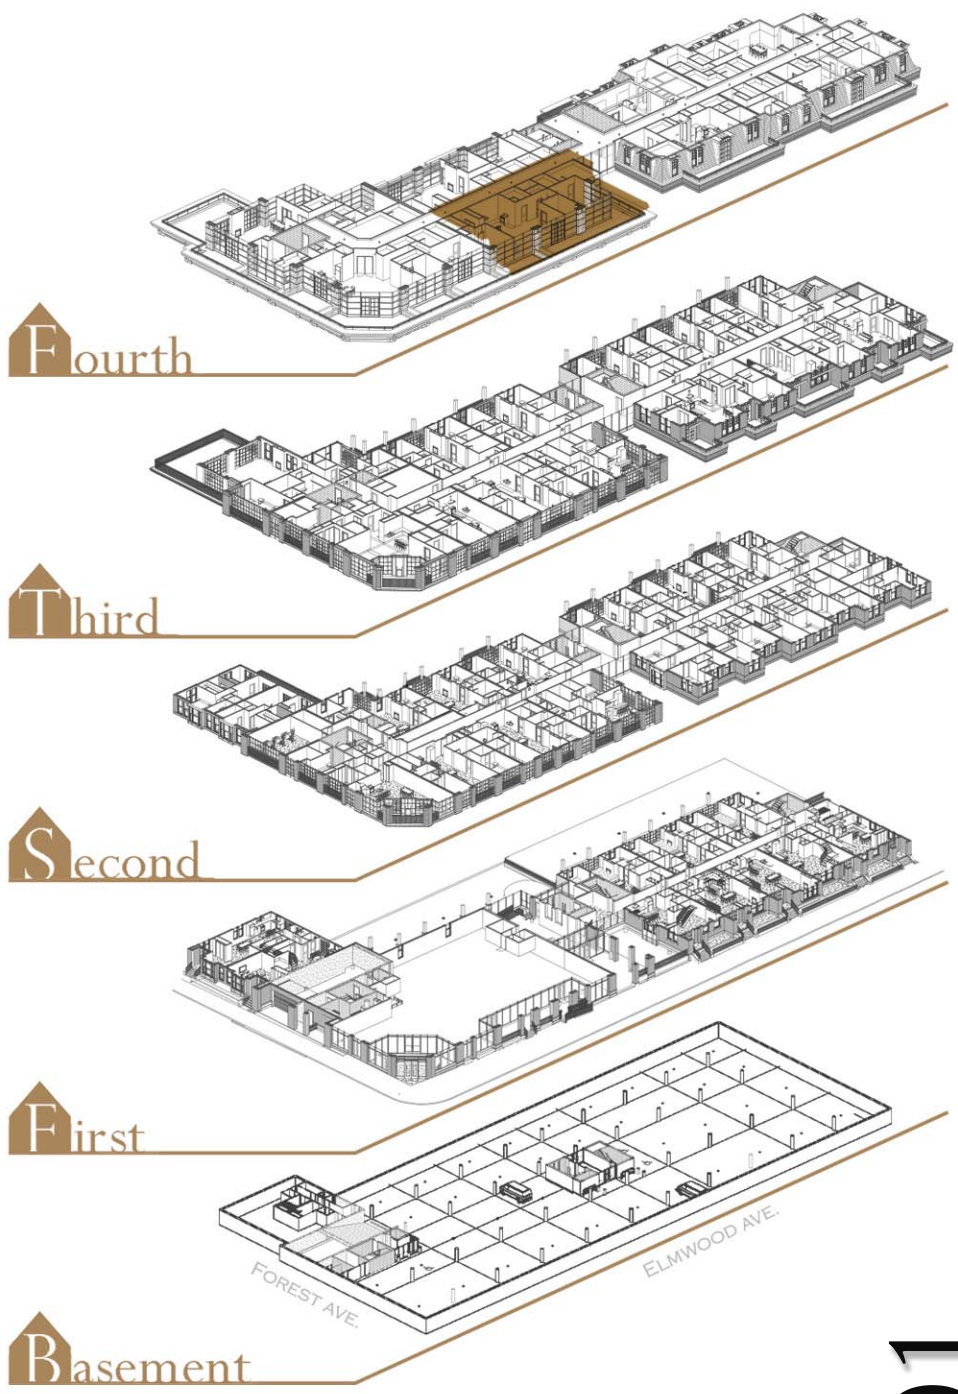 Fourth
Third
Second
First
FOREST AVE.
ELMWOOD AVE.
Basement